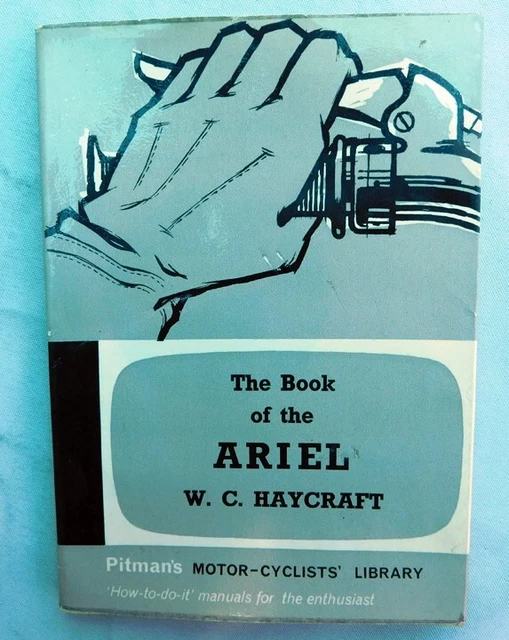 The Book
of the
ARIEL
W. C. HAYCRAFT
Pitman's MOTOR-CYCLISTS' LIBRARY
'How-to-do-it' manuals for the enthusiast